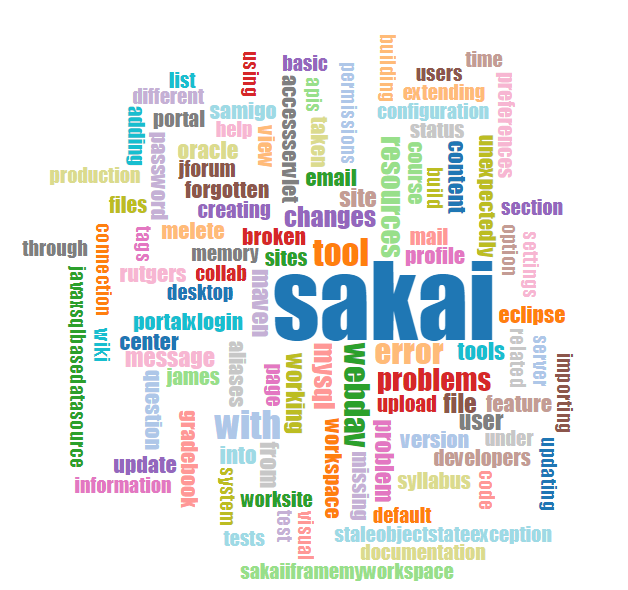 building
using
basic
time
users
list
permissions
accessservlet
preferences
different
apis
extending
samigo
adding
portal
configuration
taken
help
view
status
unexpectedly
password
oracle
resources
course
content
jforum
production
email
build
forgotten
site
files
creating
changes
section
tags
connection
melete
broken
mail
option
settings
through
memory
sites
tool
profile
rutgers
collab
javaxsqlbasedatasource
maven
sakai
desktop
eclipse
portalxlogin
wiki
center
related
server
aliases
message
working
mysql
webdav
error
tools
importing
question
james
page
problems
gradebook
upload
file
feature
with
workspace
problem
user
version
under
into
from
updating
update
missing
developers
system
information
syllabus
code
worksite
test
visual
default
tests
staleobjectstateexception
documentation
sakaiiframemyworkspace